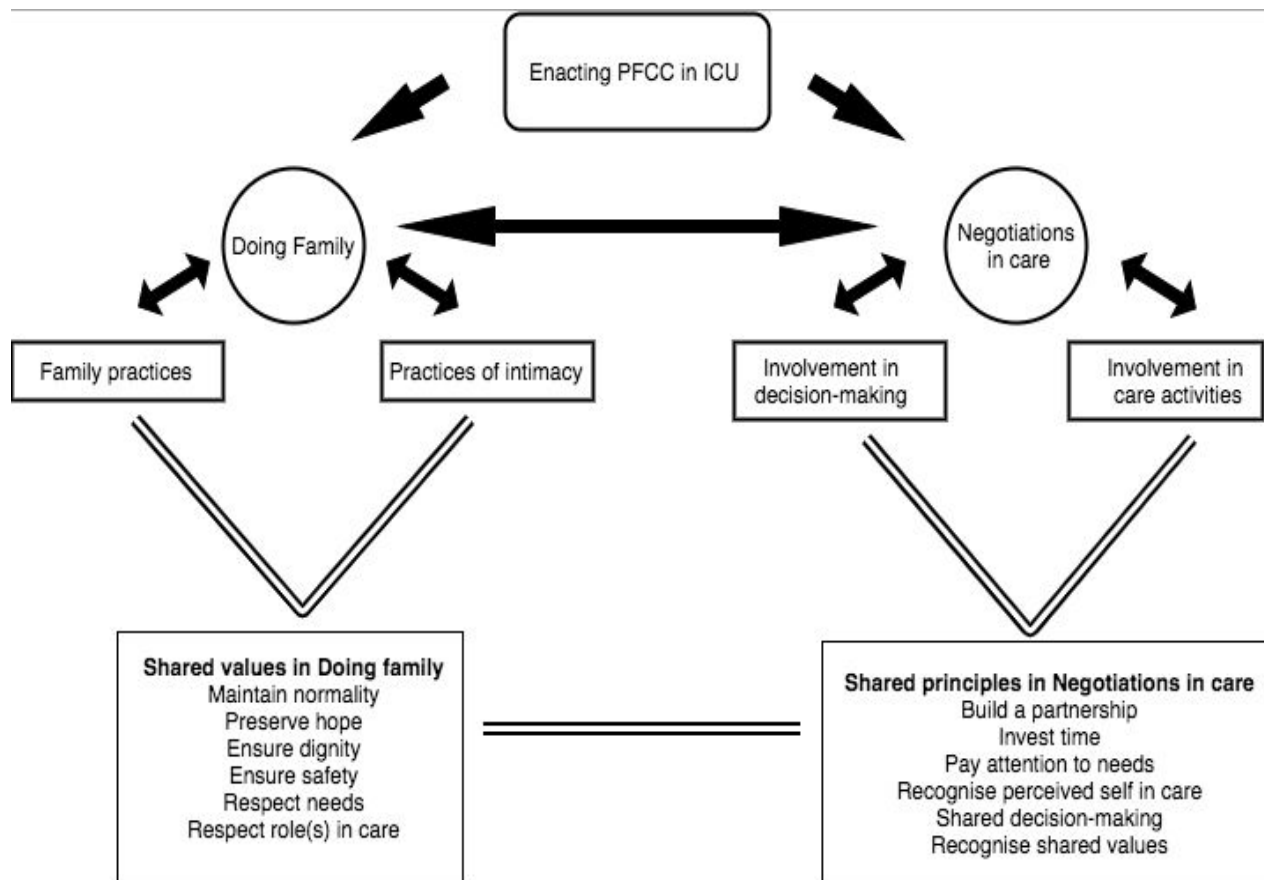 Enacting PFCC in ICU
Doing Family
Negotiations
in care
Family practices
Practices of intimacy
Involvement in
decision-making
Involvement in
care activities
Shared values in Doing family
Maintain normality
Preserve hope
Ensure dignity
Ensure safety
Respect needs
Respect role(s) in care
Shared principles in Negotiations in care
Build a partnership
Invest time
Pay attention to needs
Recognise perceived self in care
Shared decision-making
Recognise shared values